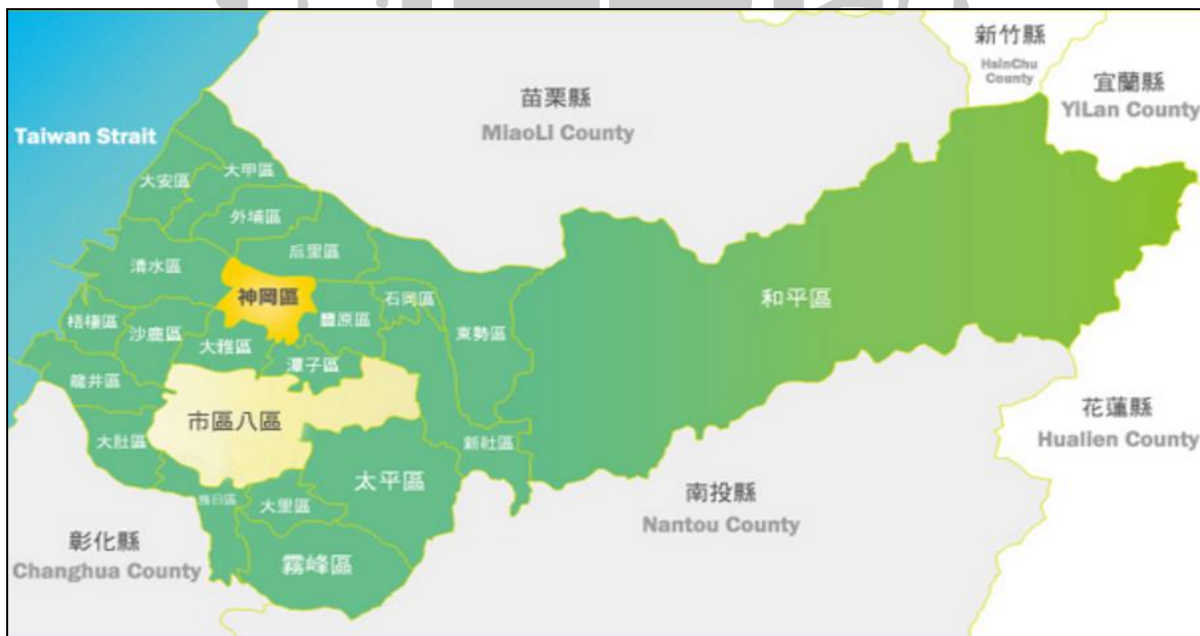 新竹縣
HsinChu
County
苗栗縣
MiaoLi County
宜蘭縣
YiLan County
Taiwan Strait
大甲區
大安區
外埔區
后里區
清水區
神岡區
和平區
石岡區
梧棲區
豐原區
沙鹿區
東勢區
大雅區
潭子區
龍井區
市區八區
花蓮縣
Hualien County
大肚區
新社區
太平區
南投縣
Nantou County
大里區
彰化縣
Changhua County
霧峰區